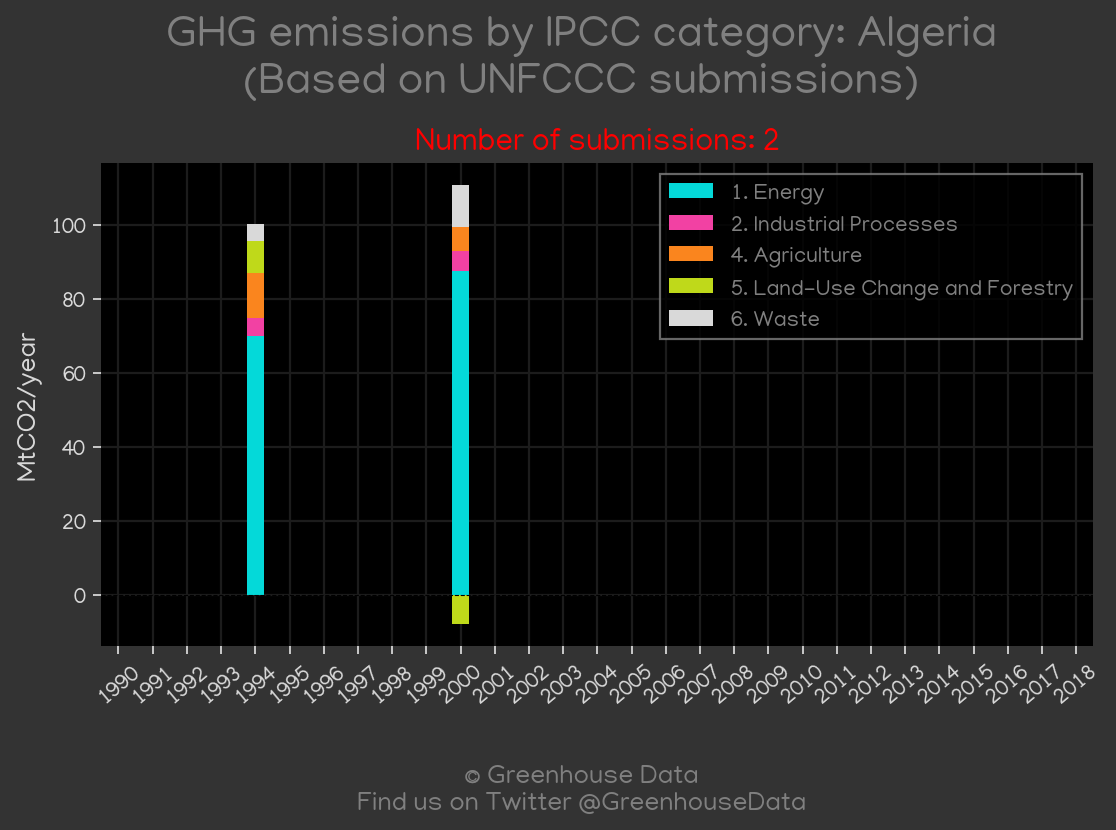 GHG emissions by IPCC category: Algeria
(Based on UNFCCC submissions)
Number of submissions: 2
1. Energy
2. Industrial Processes
4. Agriculture
5. Land-Use Change and Forestry
6. Waste
MtCO2/year
100
80
60
40
20
0
1990 1991 1992 1993 1994 1995 1996 1997 1998 1999 2000 2001 2002 2003 2004 2005 2006 2007 2008 2009 2010 2011 2012 2013 2014 2015 2016 2017 2018
© Greenhouse Data
Find us on Twitter @GreenhouseData